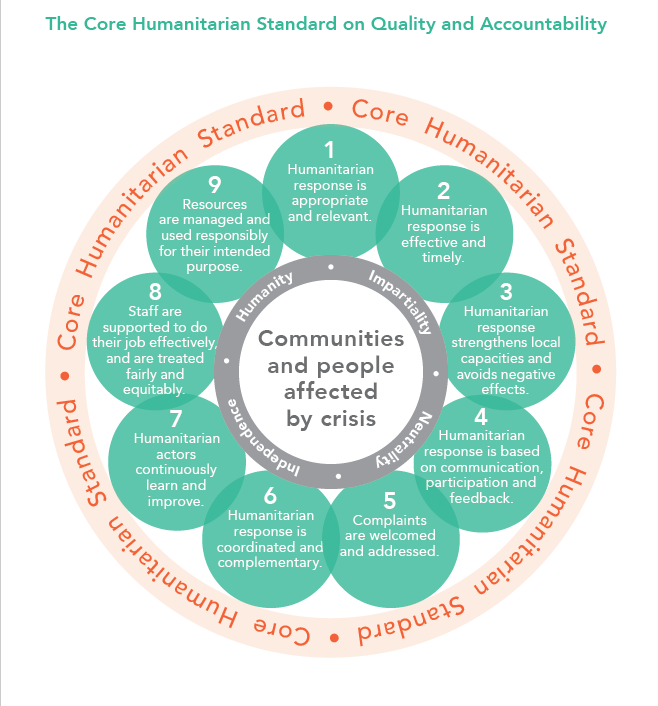 The Core Humanitarian Standard on Quality and Accountability
Core Humanitarian Standard • Core Humanitarian Standard • Core Humanitarian Standard • Core Humanitarian Standard •
1
Humanitarian
response is
appropriate
and relevant.
2
Humanitarian
response is
effective and
timely.
3
Humanitarian
response
strengthens local
capacities and
avoids negative
effects.
4
Humanitarian
response is based
on communication,
participation and
feedback.
5
Complaints
are welcomed
and addressed.
6
Humanitarian
response is
coordinated and
complementary.
7
Humanitarian
actors
continuously
learn and
improve.
8
Staff are
supported to do
their job effectively,
and are treated
fairly and
equitably.
9
Resources
are managed and
used responsibly
for their intended
purpose.
Humanity • Impartiality • Neutrality • Independence •
Communities
and people
affected
by crisis